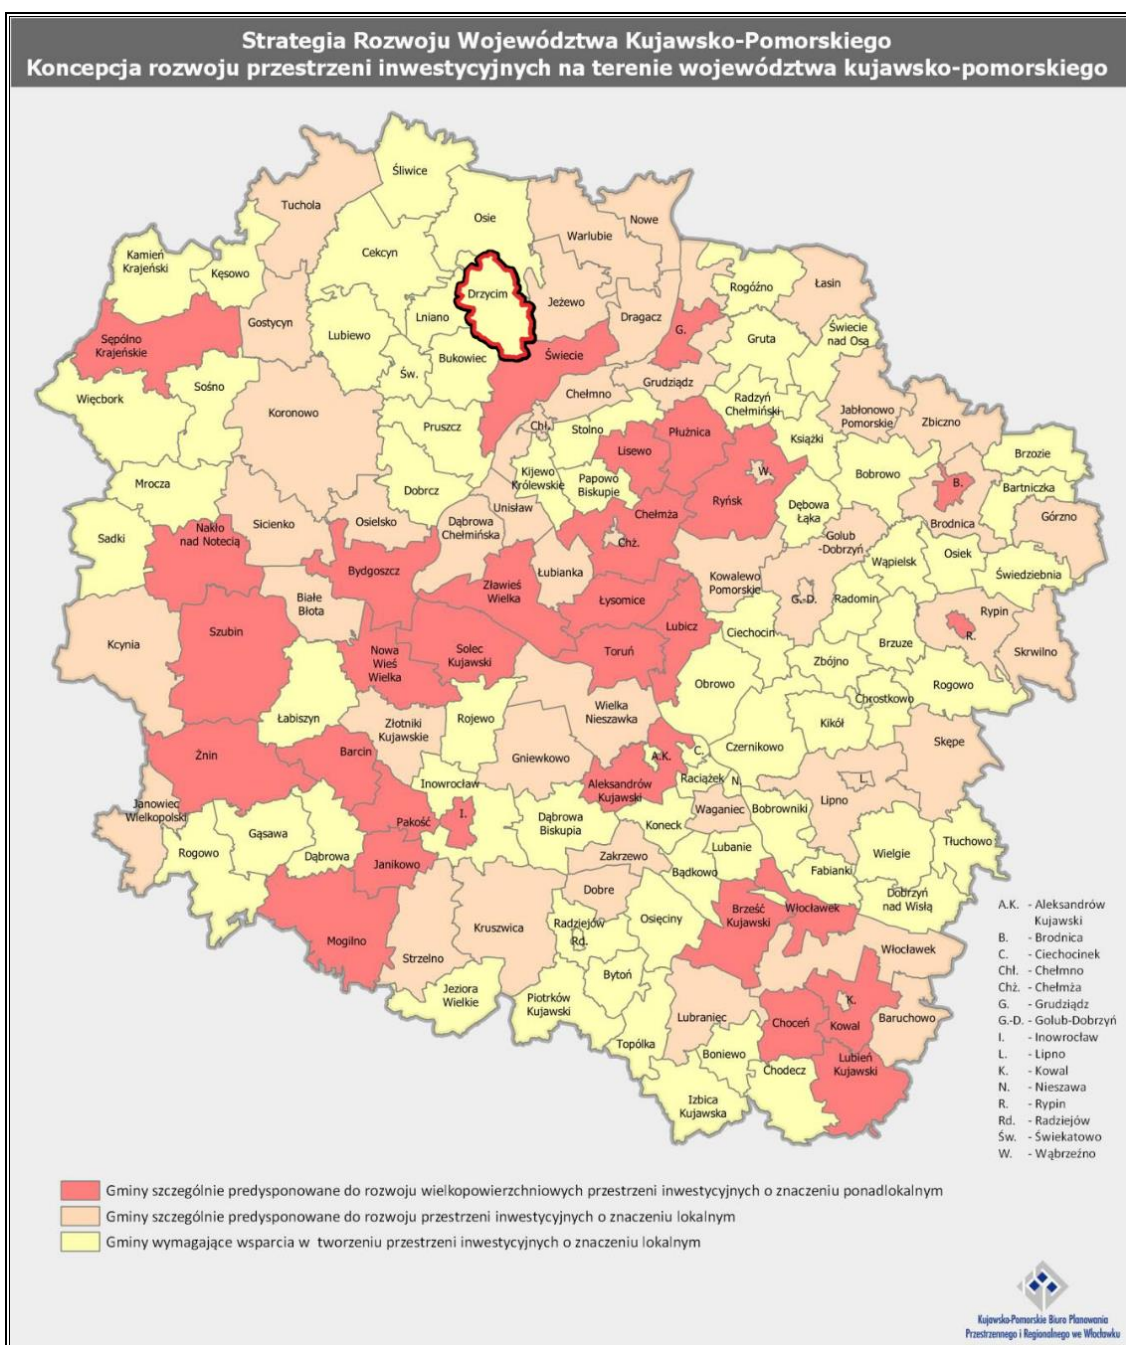 Strategia Rozwoju Województwa Kujawsko-Pomorskiego
Koncepcja rozwoju przestrzeni inwestycyjnych na terenie województwa kujawsko-pomorskiego
Śliwice
Tuchola
Osie
Nowe
Warlubie
Kamień
Krajeński
Kęsowo
Cekcyn
Drzycim
Rogóźno
Łasin
Jeżewo
Lniano
Dragacz
Gostycyn
Lubiewo
G.
Świecie
nad Osą
Sępólno
Krajeńskie
Gruta
Świecie
Bukowiec
Św.
Sośno
Grudziądz
Więcbork
Chełmno
Radzyń
Chełmiński
Koronowo
Jabłonowo
Pomorskie
Zbiczno
Pruszcz
Chł.
Stolno
Płużnica
Książki
Lisewo
Brzozie
Bobrowo
W.
Kijewo
Królewskie
Papowo
Biskupie
B.
Bartniczka
Mrocza
Dobrcz
Ryńsk
Unisław
Dębowa
Łąka
Chełmża
Górzno
Sicienko
Osielsko
Dąbrowa
Chełmińska
Brodnica
Nakło
nad Notecią
Sadki
Golub
-Dobrzyń
Chż.
Osiek
Wąpielsk
Bydgoszcz
Łubianka
Kowalewo
Pomorskie
Świedziebnia
Zławieś
Wielka
Białe
Błota
Łysomice
G.-D.
Radomin
Rypin
Lubicz
Szubin
Ciechocin
R.
Kcynia
Nowa
Wieś
Wielka
Solec
Kujawski
Toruń
Brzuze
Skrwilno
Zbójno
Obrowo
Rogowo
Chrostkowo
Wielka
Nieszawka
Łabiszyn
Złotniki
Kujawskie
Rojewo
Kikół
Skępe
Czernikowo
Żnin
Barcin
Gniewkowo
A.K.
C.
Inowrocław
Aleksandrów
Kujawski
Raciążek
N.
L.
Janowiec
Wielkopolski
Lipno
Pakość
I.
Waganiec
Bobrowniki
Dąbrowa
Biskupia
Koneck
Gąsawa
Rogowo
Dąbrowa
Janikowo
Zakrzewo
Lubanie
Tłuchowo
Wielgie
Bądkowo
Fabianki
Dobre
Dobrzyń
nad Wisłą
Brześć
Kujawski
Włocławek
Osięciny
Radziejów
Rd.
Kruszwica
Mogilno
Strzelno
Włocławek
Bytoń
Jeziora
Wielkie
Piotrków
Kujawski
K.
Lubraniec
Choceń
Kowal
Baruchowo
Topólka
Boniewo
Lubień
Kujawski
Chodecz
Izbica
Kujawska
A.K. - Aleksandrów
Kujawski
B. - Brodnica
C. - Ciechocinek
Chł. - Chełmno
Chż. - Chełmża
G. - Grudziądz
G.-D. - Golub-Dobrzyń
I. - Inowrocław
L. - Lipno
K. - Kowal
N. - Nieszawa
R. - Rypin
Rd. - Radziejów
Św. - Świekatowo
W. - Wąbrzeźno
Gminy szczególnie predysponowane do rozwoju wielkopowierzchniowych przestrzeni inwestycyjnych o znaczeniu ponadlokalnym
Gminy szczególnie predysponowane do rozwoju przestrzeni inwestycyjnych o znaczeniu lokalnym
Gminy wymagające wsparcia w tworzeniu przestrzeni inwestycyjnych o znaczeniu lokalnym
Kujawsko-Pomorskie Biuro Planowania
Przestrzennego i Regionalnego we Włocławku